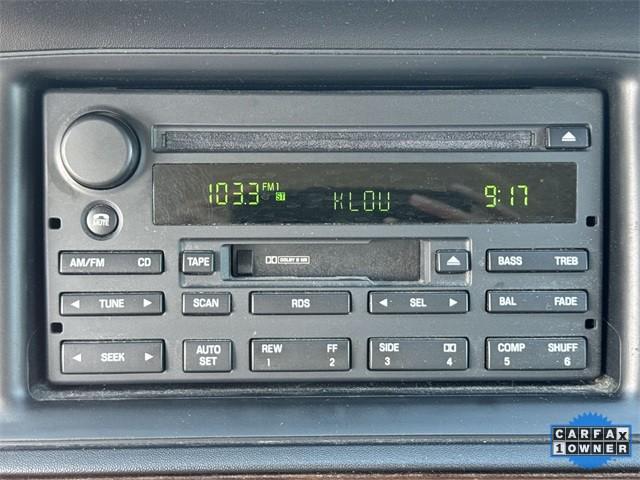 103.3 FM1 ST KLOU 9:17
MUTE
AM/FM CD TAPE DOLBY B NR BASS TREB
TUNE SCAN RDS SEL BAL FADE
SEEK AUTO SET REW 1 FF 2 SIDE 3 4 COMP 5 SHUFF 6
CARFAX
1 OWNER